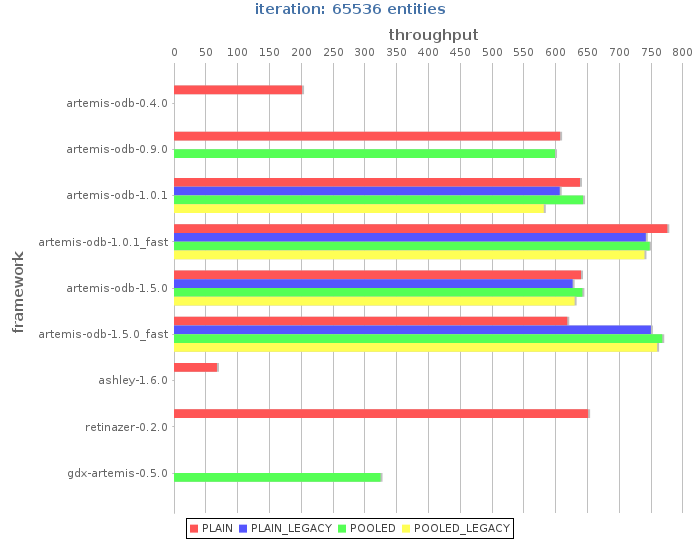 iteration: 65536 entities
throughput
0 50 100 150 200 250 300 350 400 450 500 550 600 650 700 750 800
framework
artemis-odb-0.4.0
artemis-odb-0.9.0
artemis-odb-1.0.1
artemis-odb-1.0.1_fast
artemis-odb-1.5.0
artemis-odb-1.5.0_fast
ashley-1.6.0
retinazer-0.2.0
gdx-artemis-0.5.0
PLAIN PLAIN_LEGACY POOLED POOLED_LEGACY